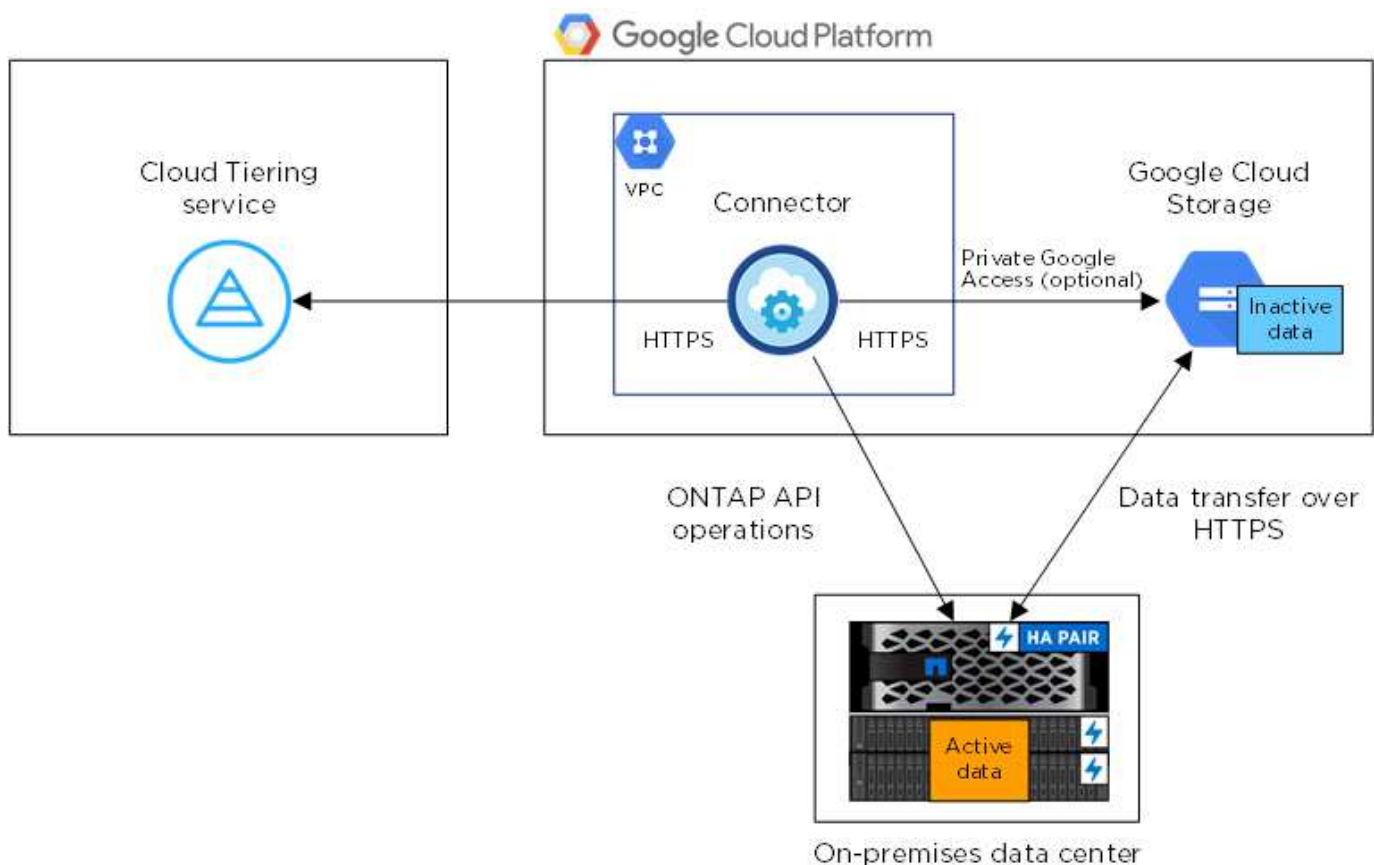 Google Cloud Platform
Cloud Tiering
service
VPC
Connector
HTTPS
HTTPS
Private Google
Access (optional)
Google Cloud
Storage
Inactive
data
ONTAP API
operations
Data transfer over
HTTPS
HA PAIR
Active
data
On-premises data center